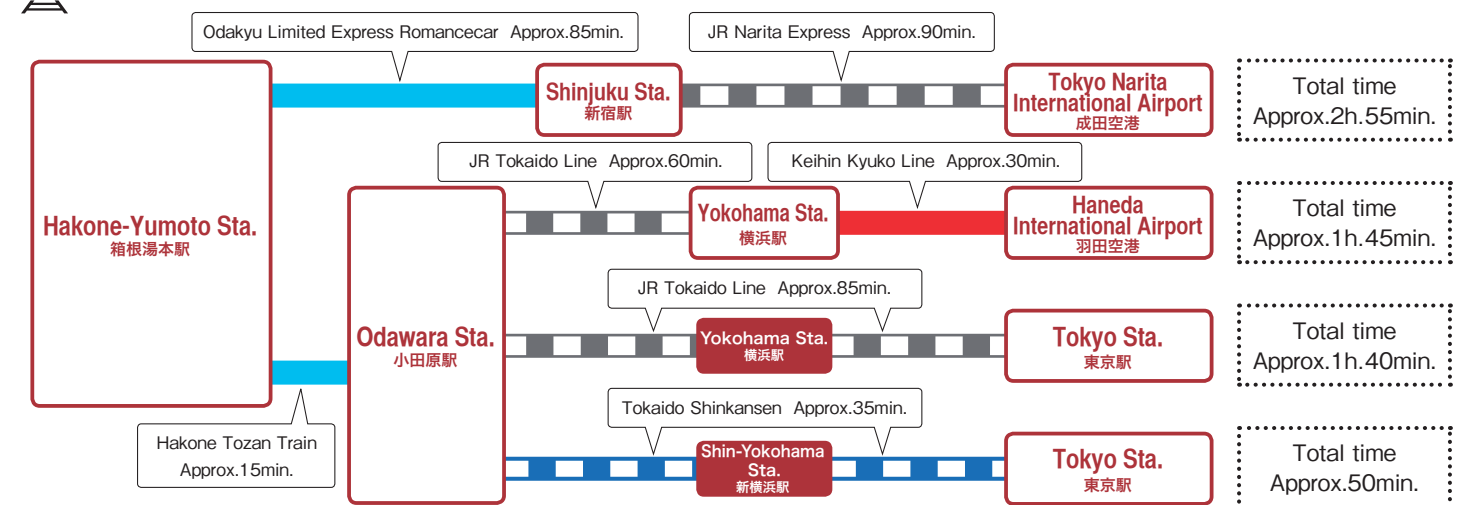 Odakyu Limited Express Romancecar Approx.85min.
JR Narita Express Approx.90min.
Hakone-Yumoto Sta.
箱根湯本駅
Shinjuku Sta.
新宿駅
Tokyo Narita
International Airport
成田空港
Total time
Approx.2h.55min.
JR Tokaido Line Approx.60min.
Keihin Kyuko Line Approx.30min.
Odawara Sta.
小田原駅
Yokohama Sta.
横浜駅
Haneda
International Airport
羽田空港
Total time
Approx.1h.45min.
JR Tokaido Line Approx.85min.
Yokohama Sta.
横浜駅
Tokyo Sta.
東京駅
Total time
Approx.1h.40min.
Hakone Tozan Train
Approx.15min.
Tokaido Shinkansen Approx.35min.
Shin-Yokohama
Sta.
新横浜駅
Tokyo Sta.
東京駅
Total time
Approx.50min.